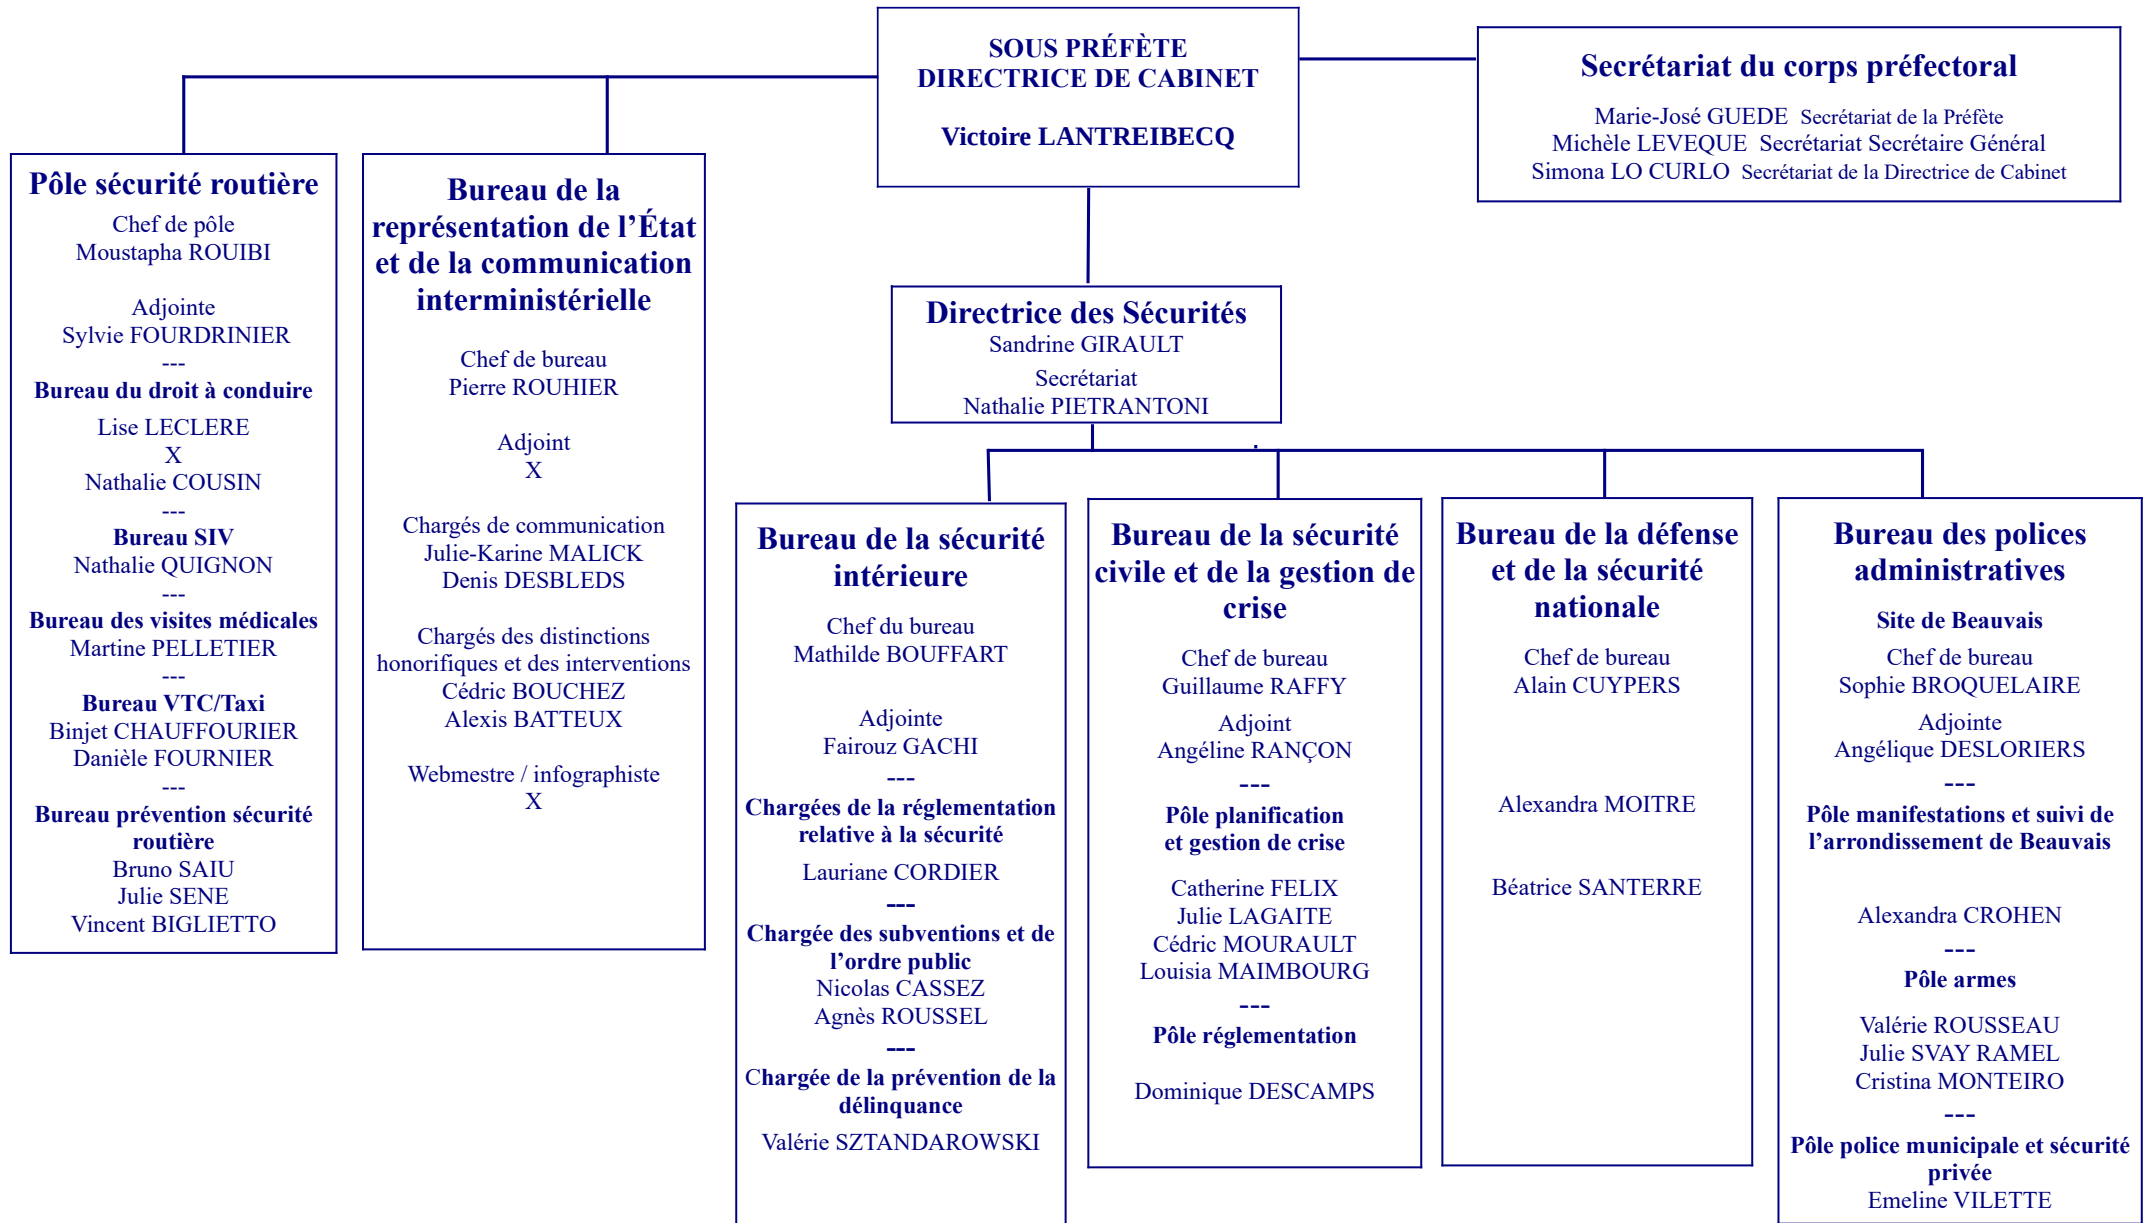 SOUS PRÉFÈTE
DIRECTRICE DE CABINET
Victoire LANTREIBECQ
Secrétariat du corps préfectoral
Marie-José GUEDE Secrétariat de la Préfète
Michèle LEVEQUE Secrétariat Secrétaire Général
Simona LO CURLO Secrétariat de la Directrice de Cabinet
Pôle sécurité routière
Chef de pôle
Moustapha ROUIBI
Adjointe
Sylvie FOURDRINIER
---
Bureau du droit à conduire
Lise LECLERE
X
Nathalie COUSIN
---
Bureau SIV
Nathalie QUIGNON
---
Bureau des visites médicales
Martine PELLETIER
---
Bureau VTC/Taxi
Binjet CHAUFFOURIER
Danièle FOURNIER
---
Bureau prévention sécurité
routière
Bruno SAIU
Julie SENE
Vincent BIGLIETTO
Bureau de la
représentation de l’État
et de la communication
interministérielle
Chef de bureau
Pierre ROUHIER
Adjoint
X
Chargés de communication
Julie-Karine MALICK
Denis DESBLEDS
Chargés des distinctions
honorifiques et des interventions
Cédric BOUCHEZ
Alexis BATTEUX
Webmestre / infographiste
X
Directrice des Sécurités
Sandrine GIRAULT
Secrétariat
Nathalie PIETRANTONI
Bureau de la sécurité
intérieure
Chef du bureau
Mathilde BOUFFART
Adjointe
Fairouz GACHI
---
Chargées de la réglementation
relative à la sécurité
Lauriane CORDIER
---
Chargée des subventions et de
l’ordre public
Nicolas CASSEZ
Agnès ROUSSEL
---
Chargée de la prévention de la
délinquance
Valérie SZTANDAROWSKI
Bureau de la sécurité
civile et de la gestion de
crise
Chef de bureau
Guillaume RAFFY
Adjoint
Angéline RANÇON
---
Pôle planification
et gestion de crise
Catherine FELIX
Julie LAGAITE
Cédric MOURAULT
Louisia MAIMBOURG
---
Pôle réglementation
Dominique DESCAMPS
Bureau de la défense
et de la sécurité
nationale
Chef de bureau
Alain CUYPERS
Alexandra MOITRE
Béatrice SANTERRE
Bureau des polices
administratives
Site de Beauvais
Chef de bureau
Sophie BROQUELAIRE
Adjointe
Angélique DESLORIERS
---
Pôle manifestations et suivi de
l’arrondissement de Beauvais
Alexandra CROHEN
---
Pôle armes
Valérie ROUSSEAU
Julie SVAY RAMEL
Cristina MONTEIRO
---
Pôle police municipale et sécurité
privée
Emeline VILETTE